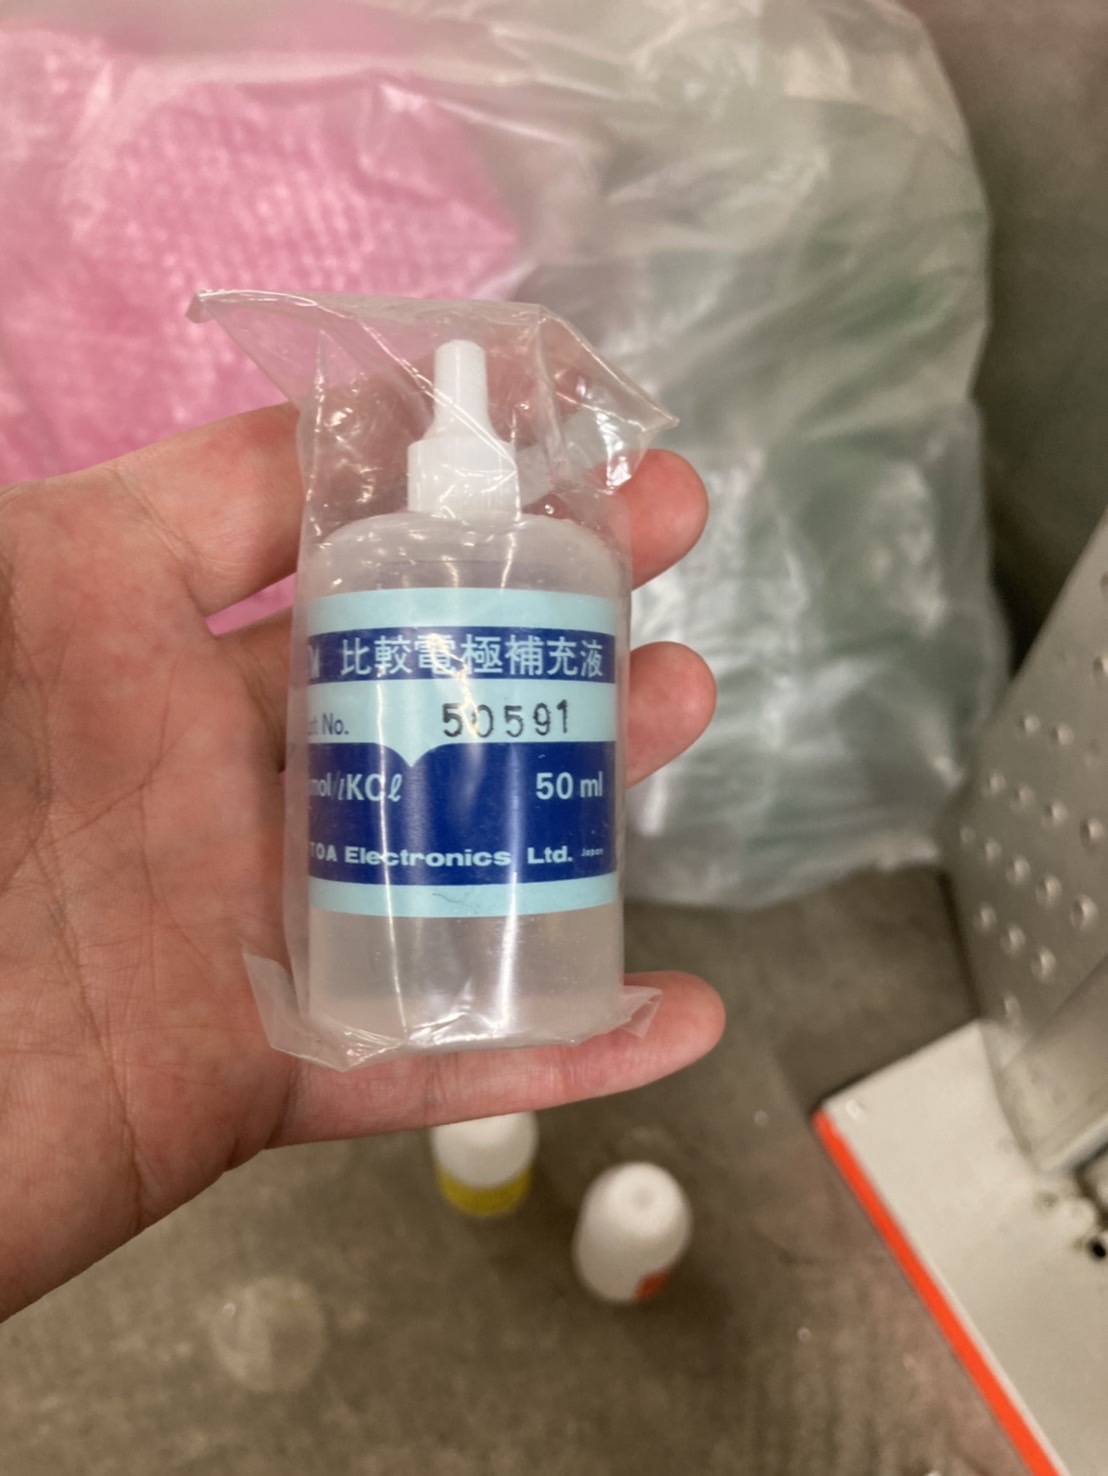 比較電極補充液
No. 50591
mol/lKCl 50 ml
TOA Electronics Ltd. Japan